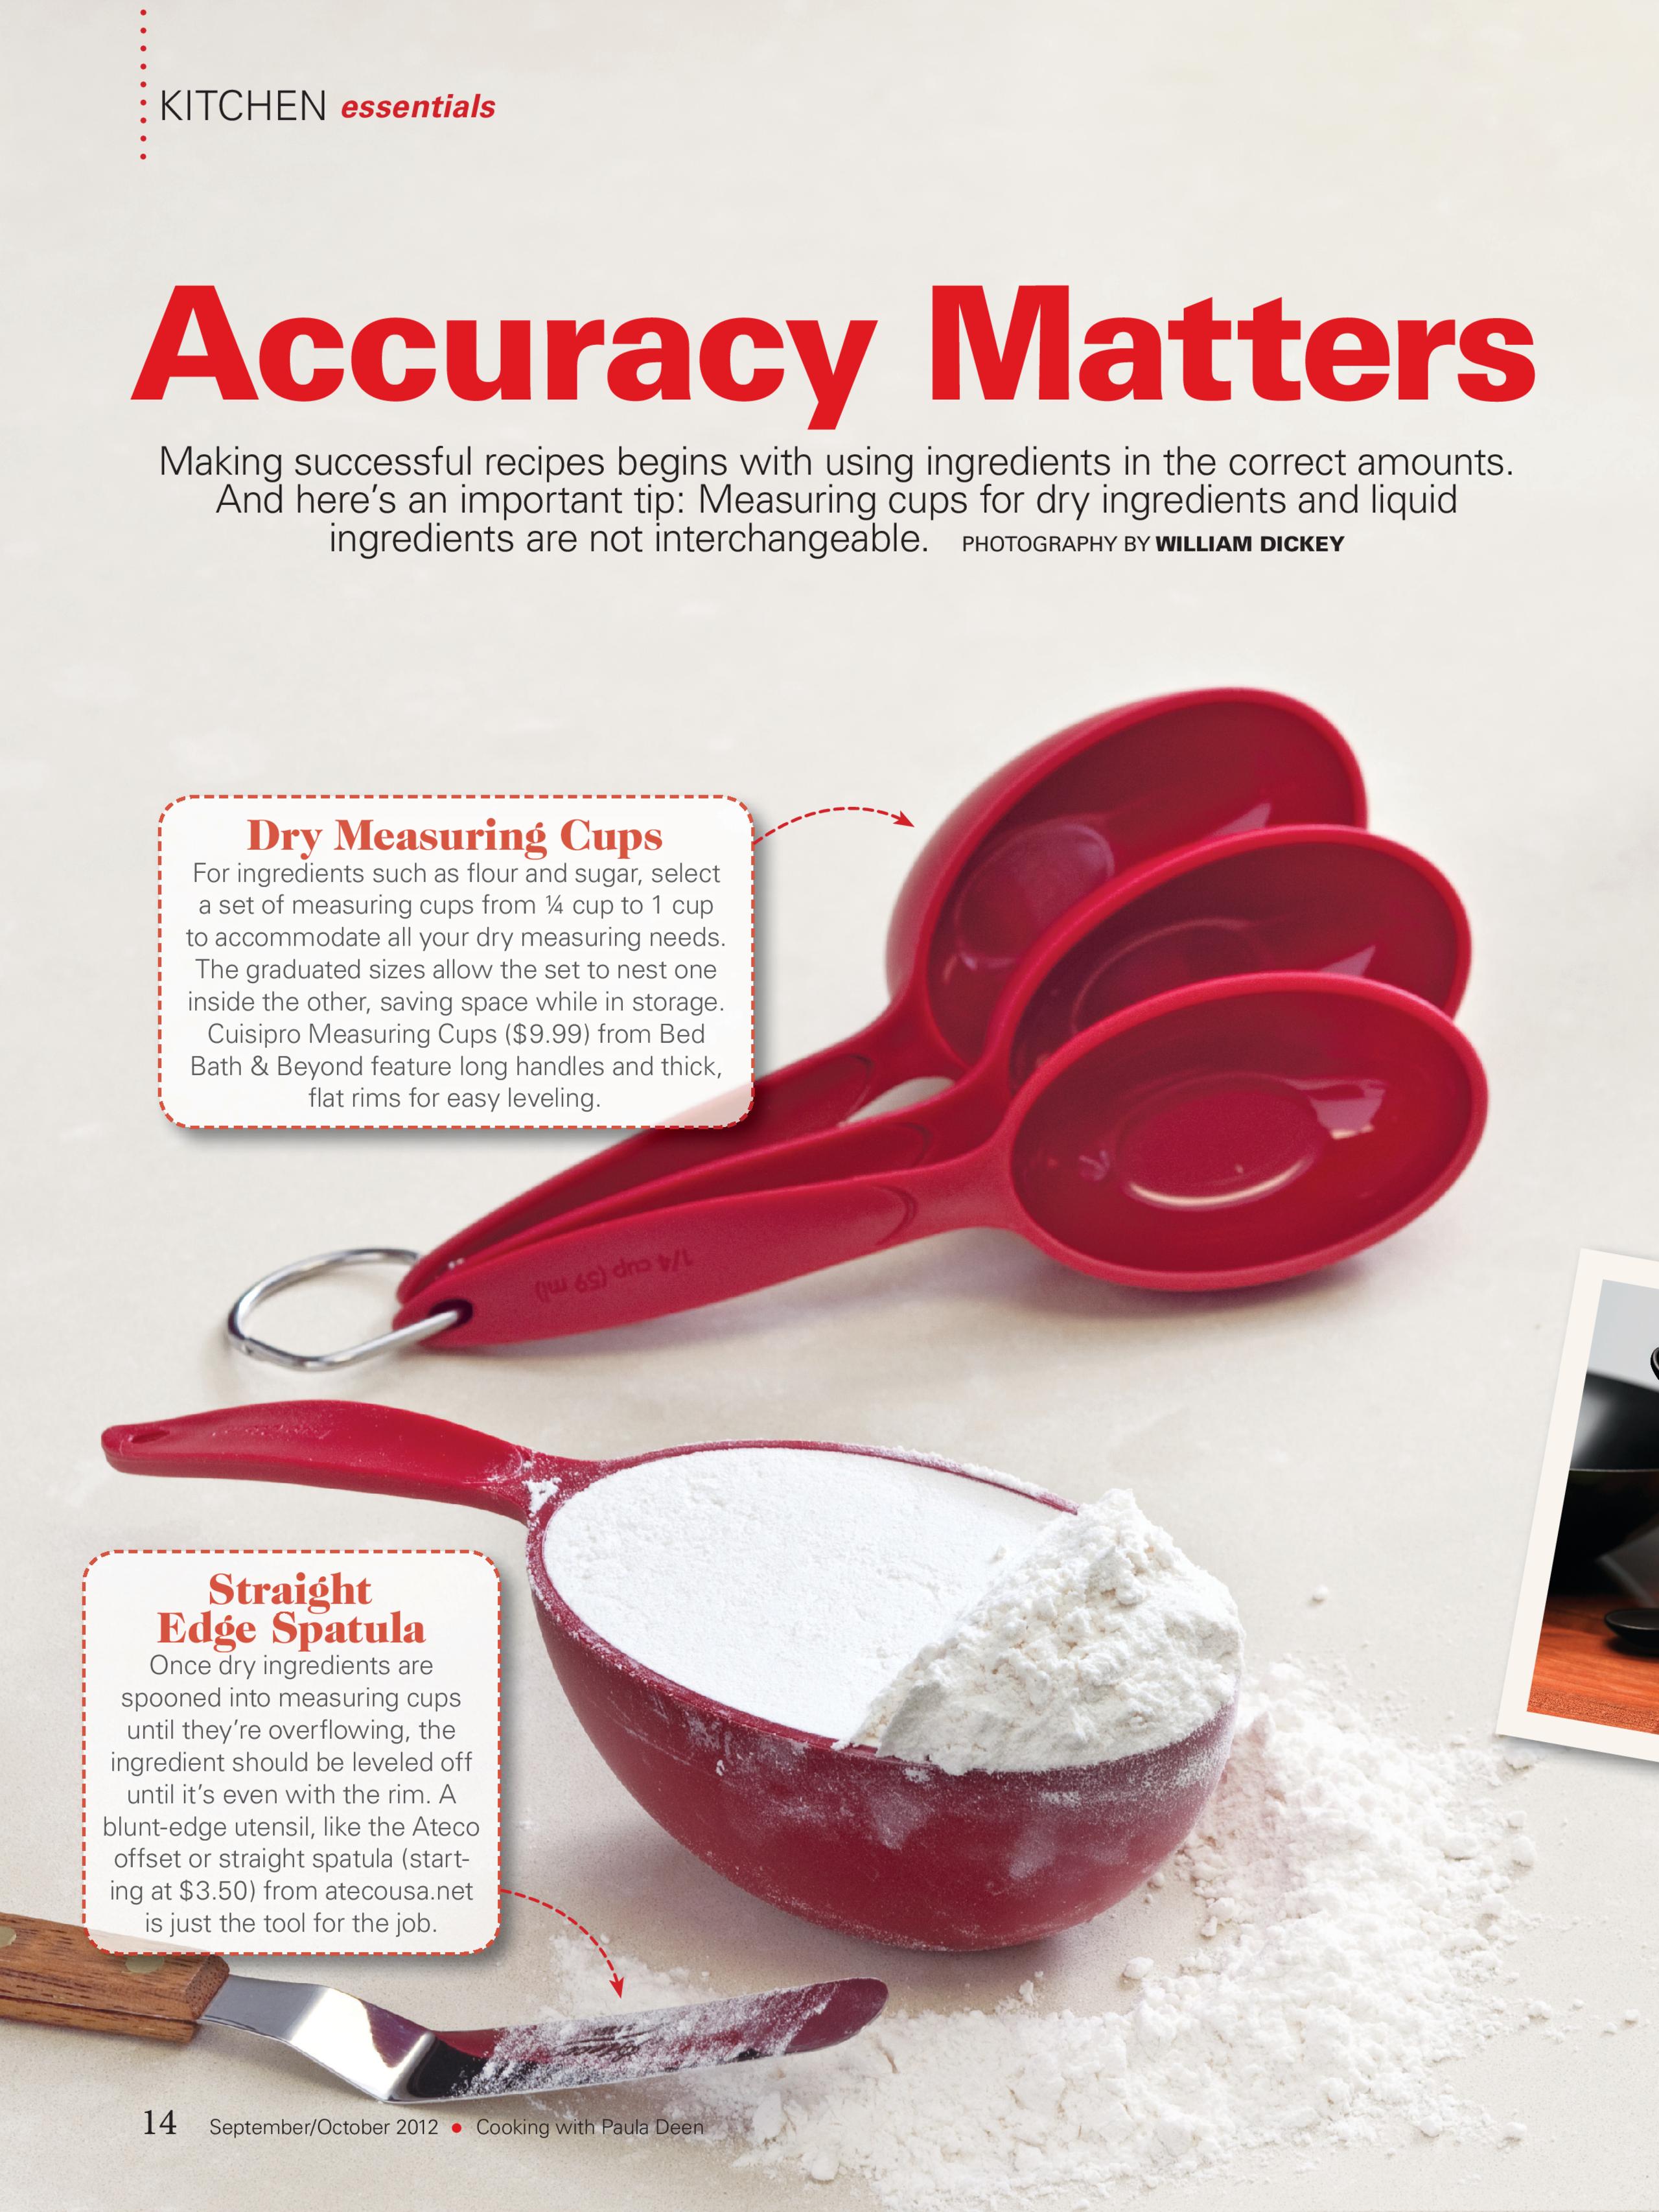 KITCHEN essentials
Accuracy Matters
Making successful recipes begins with using ingredients in the correct amounts.
And here's an important tip: Measuring cups for dry ingredients and liquid
ingredients are not interchangeable. PHOTOGRAPHY BY WILLIAM DICKEY
Dry Measuring Cups
For ingredients such as flour and sugar, select
a set of measuring cups from ¼ cup to 1 cup
to accommodate all your dry measuring needs.
The graduated sizes allow the set to nest one
inside the other, saving space while in storage.
Cuisipro Measuring Cups ($9.99) from Bed
Bath & Beyond feature long handles and thick,
flat rims for easy leveling.
1/4 cup (59 ml)
Straight
Edge Spatula
Once dry ingredients are
spooned into measuring cups
until they're overflowing, the
ingredient should be leveled off
until it's even with the rim. A
blunt-edge utensil, like the Ateco
offset or straight spatula (start-
ing at $3.50) from atecousa.net
is just the tool for the job.
14 September/October 2012 • Cooking with Paula Deen